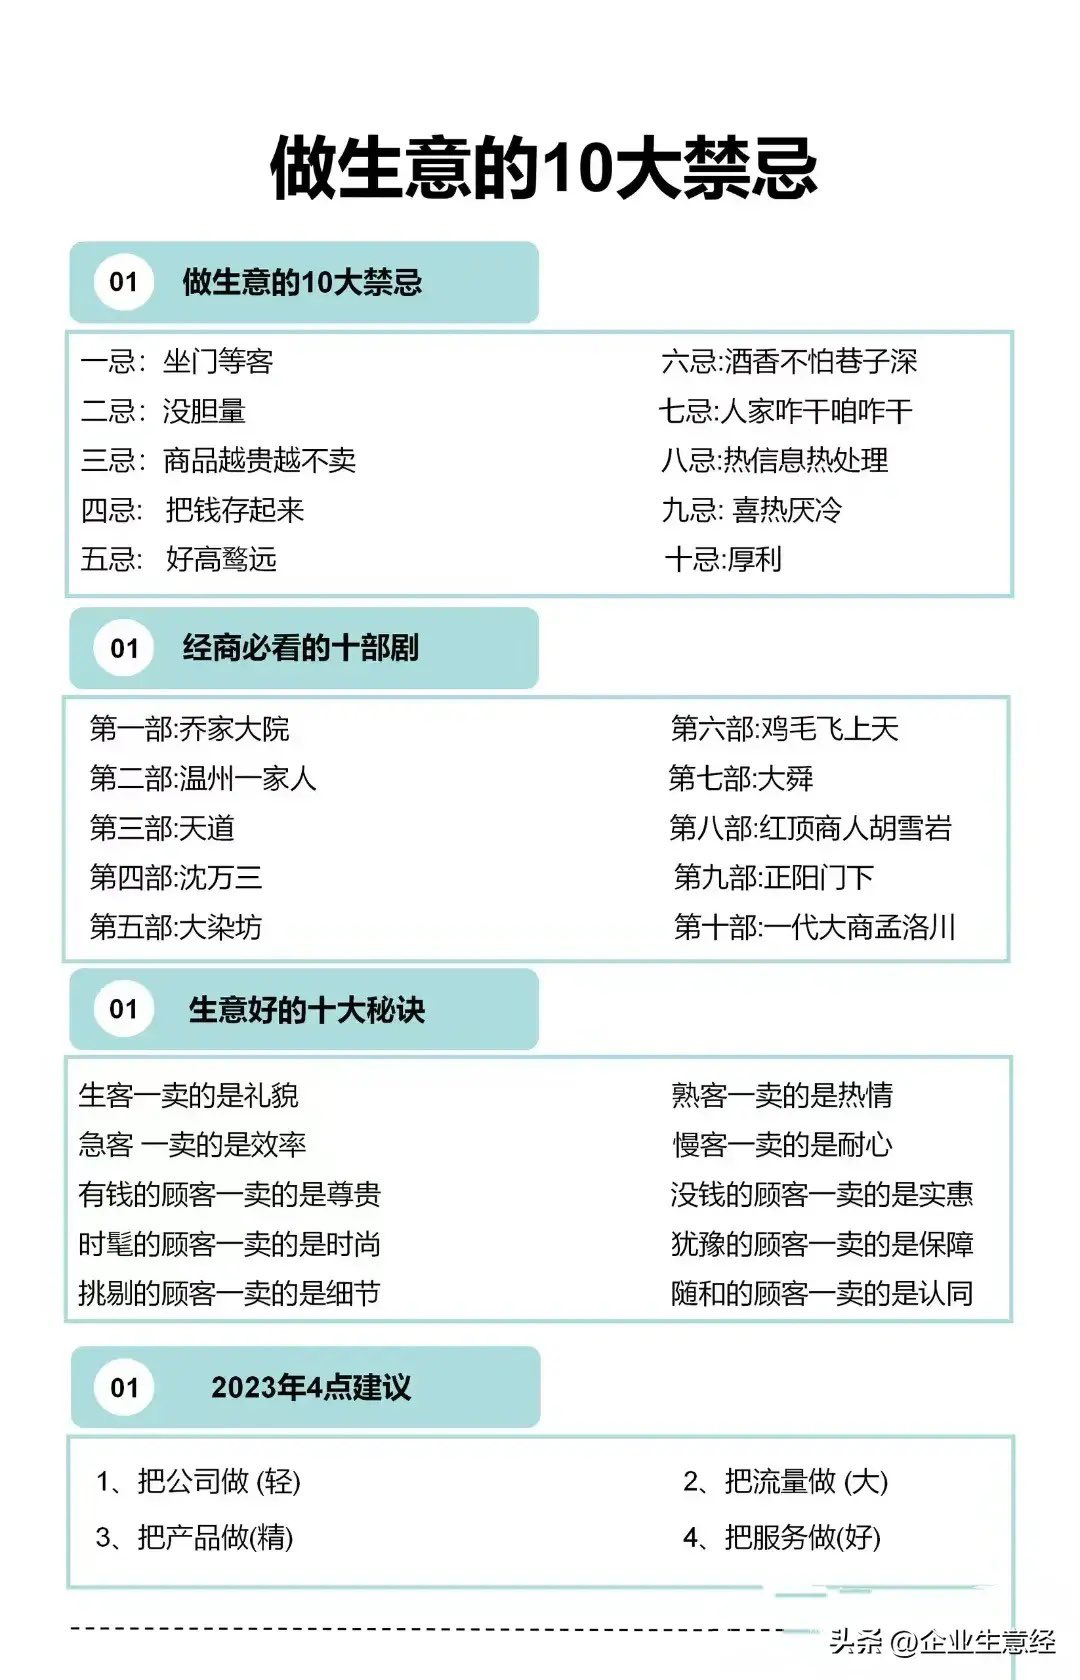 做生意的10大禁忌
01 做生意的10大禁忌
一忌：坐门等客
六忌:酒香不怕巷子深
二忌：没胆量
七忌:人家咋干咱咋干
三忌：商品越贵越不卖
八忌:热信息热处理
四忌: 把钱存起来
九忌: 喜热厌冷
五忌: 好高鹜远
十忌:厚利
01 经商必看的十部剧
第一部:乔家大院
第六部:鸡毛飞上天
第二部:温州一家人
第七部:大舜
第三部:天道
第八部:红顶商人胡雪岩
第四部:沈万三
第九部:正阳门下
第五部:大染坊
第十部:一代大商孟洛川
01 生意好的十大秘诀
生客一卖的是礼貌
熟客一卖的是热情
急客 一卖的是效率
慢客一卖的是耐心
有钱的顾客一卖的是尊贵
没钱的顾客一卖的是实惠
时髦的顾客一卖的是时尚
犹豫的顾客一卖的是保障
挑剔的顾客一卖的是细节
随和的顾客一卖的是认同
01 2023年4点建议
1、把公司做 (轻)
2、把流量做 (大)
3、把产品做(精)
4、把服务做(好)
头条 @企业生意经